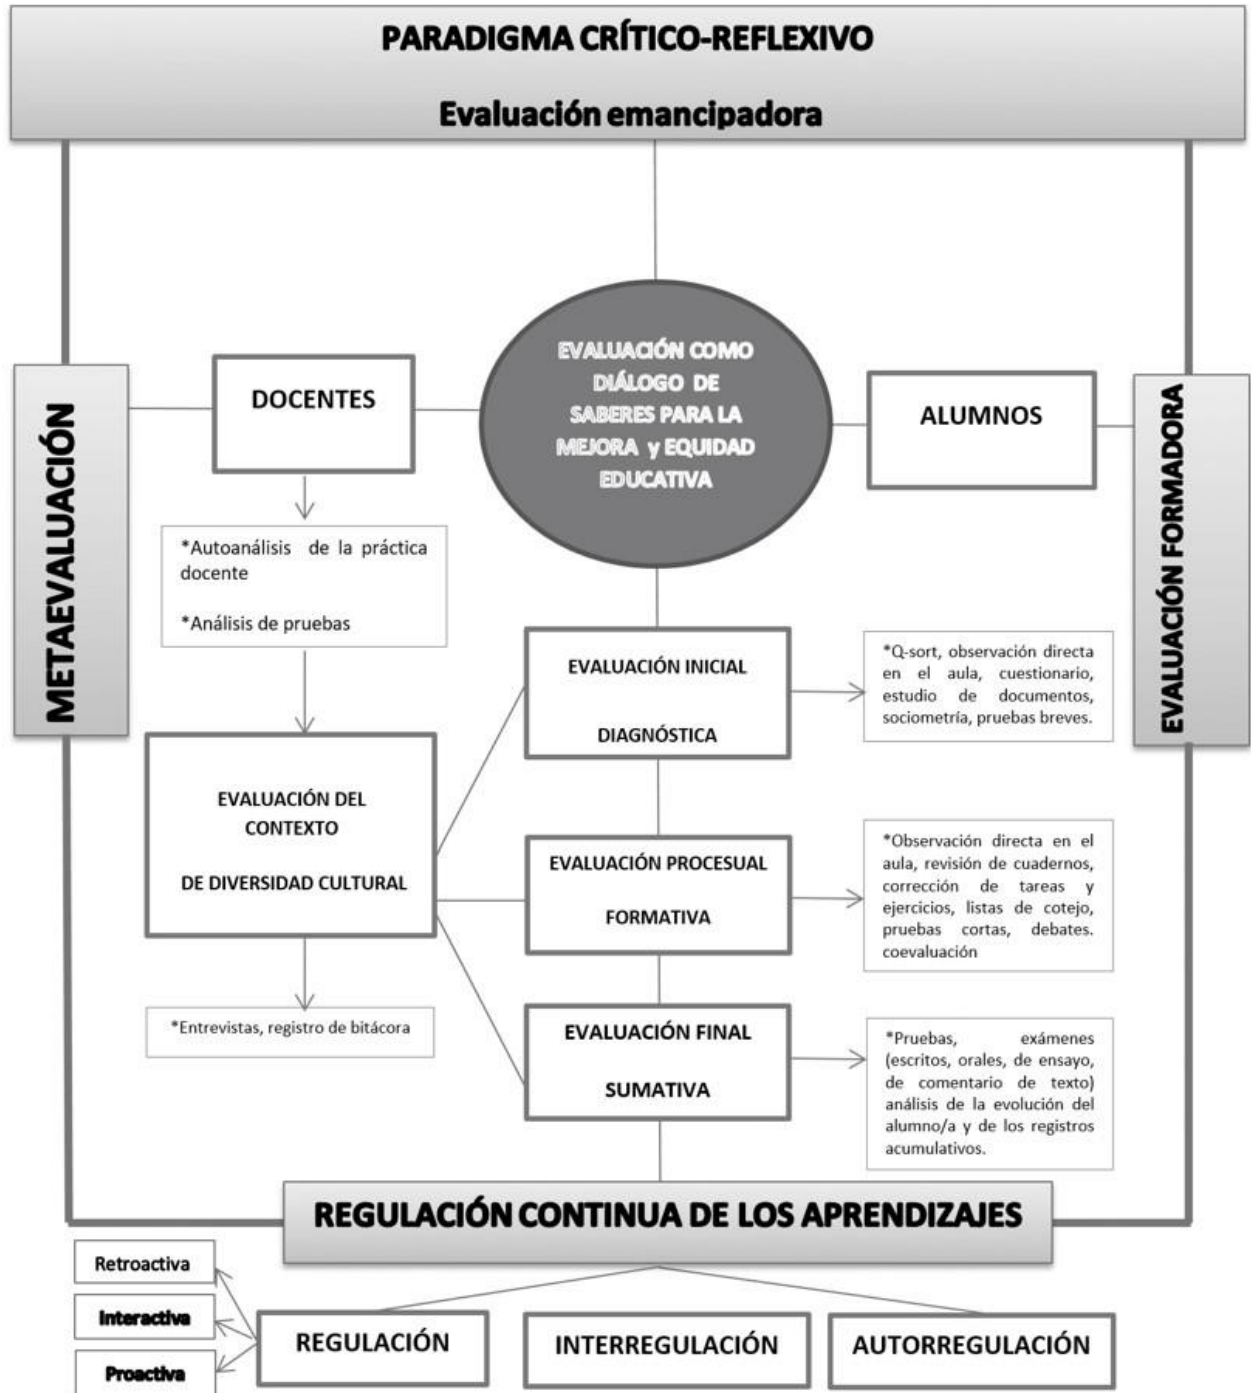 PARADIGMA CRÍTICO-REFLEXIVO
Evaluación emancipadora
EVALUACIÓN COMO
DIÁLOGO DE
SABERES PARA LA
MEJORA y EQUIDAD
EDUCATIVA
METAEVALUACIÓN
DOCENTES
ALUMNOS
EVALUACIÓN FORMADORA
*Autoanálisis de la práctica
docente
*Análisis de pruebas
EVALUACIÓN INICIAL
DIAGNÓSTICA
*Q-sort, observación directa
en el aula, cuestionario,
estudio de documentos,
sociometría, pruebas breves.
EVALUACIÓN DEL
CONTEXTO
DE DIVERSIDAD CULTURAL
EVALUACIÓN PROCESUAL
FORMATIVA
*Observación directa en el
aula, revisión de cuadernos,
corrección de tareas y
ejercicios, listas de cotejo,
pruebas cortas, debates.
coevaluación
*Entrevistas, registro de bitácora
EVALUACIÓN FINAL
SUMATIVA
*Pruebas, exámenes
(escritos, orales, de ensayo,
de comentario de texto)
análisis de la evolución del
alumno/a y de los registros
acumulativos.
REGULACIÓN CONTINUA DE LOS APRENDIZAJES
Retroactiva
Interactiva
Proactiva
REGULACIÓN
INTERREGULACIÓN
AUTORREGULACIÓN